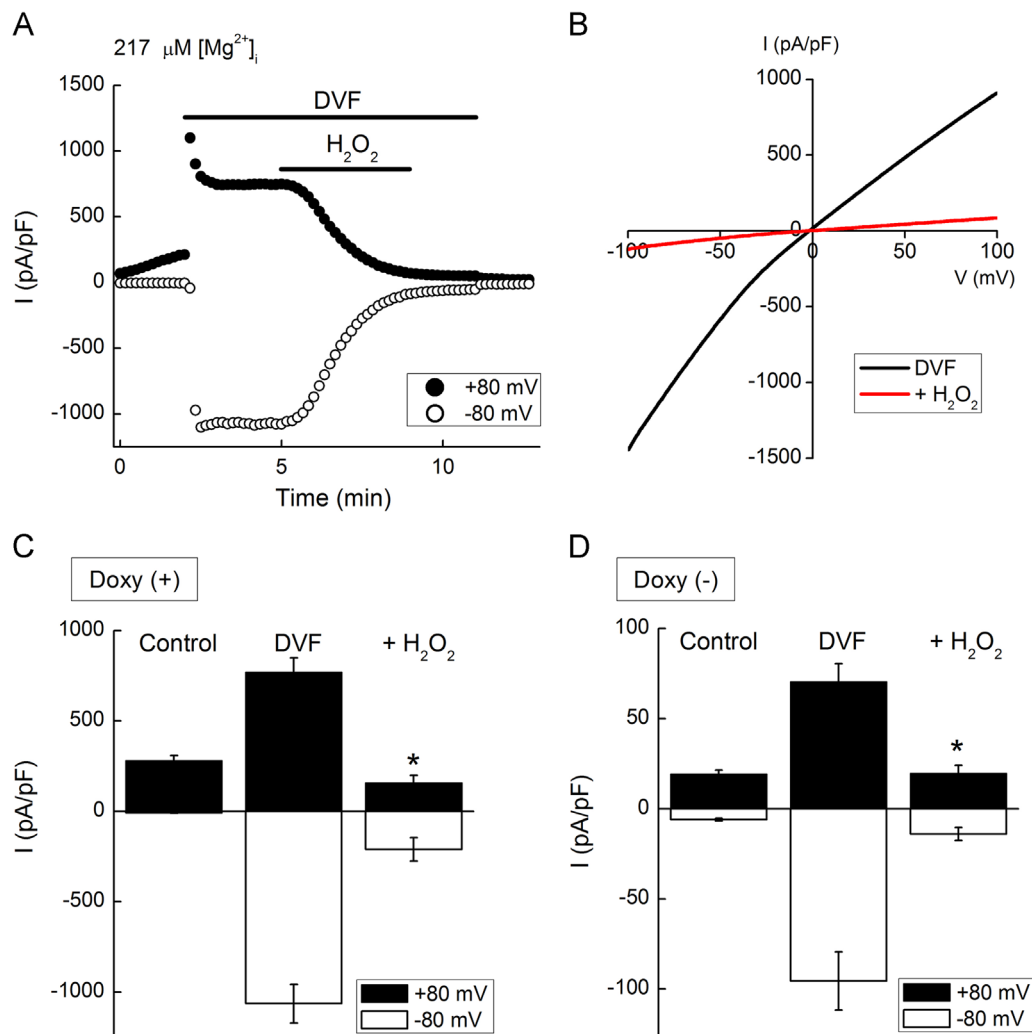 A
217 μM [Mg²⁺]ᵢ
I (pA/pF)
1500
1000
500
0
-500
-1000
DVF
H₂O₂
+80 mV
-80 mV
0
5
10
Time (min)
B
I (pA/pF)
1000
500
0
-500
-1000
-1500
-100
-50
0
50
100
V (mV)
DVF
+ H₂O₂
C
Doxy (+)
Control
DVF
+ H₂O₂
I (pA/pF)
1000
500
0
-500
-1000
*
+80 mV
-80 mV
D
Doxy (-)
Control
DVF
+ H₂O₂
I (pA/pF)
100
50
0
-50
-100
*
+80 mV
-80 mV